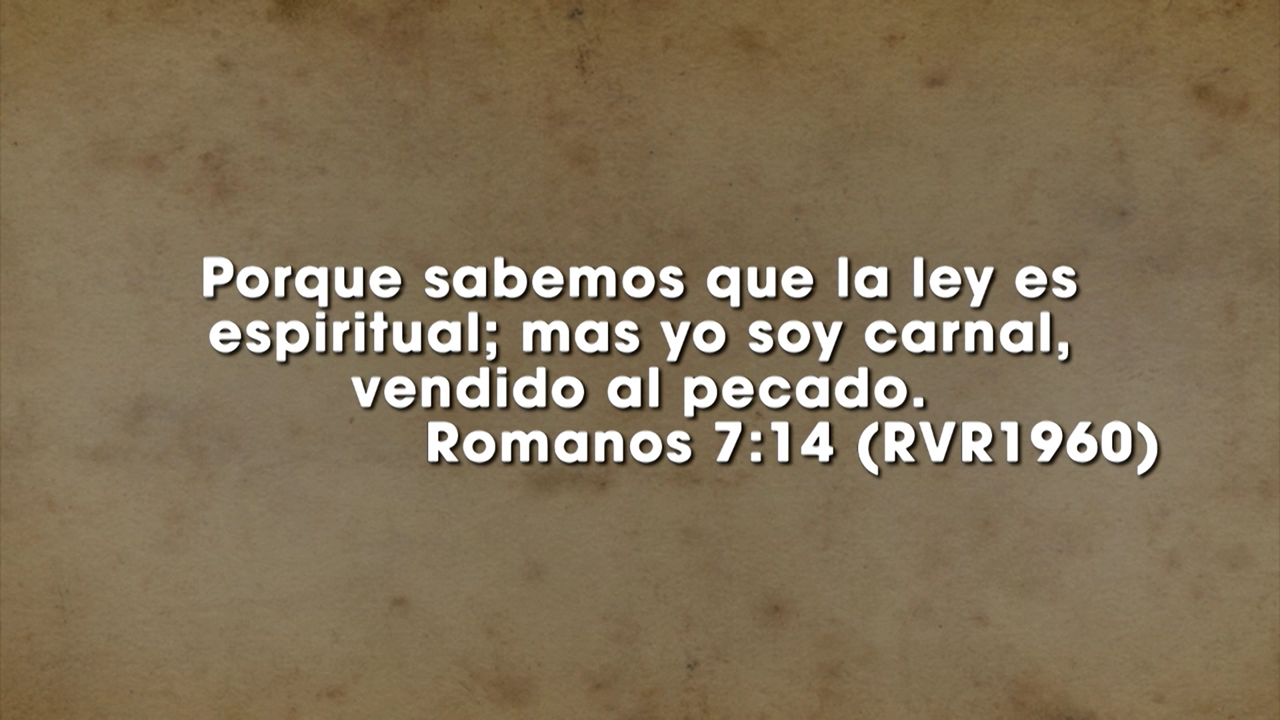 Porque sabemos que la ley es
espiritual; mas yo soy carnal,
vendido al pecado.
Romanos 7:14 (RVR1960)